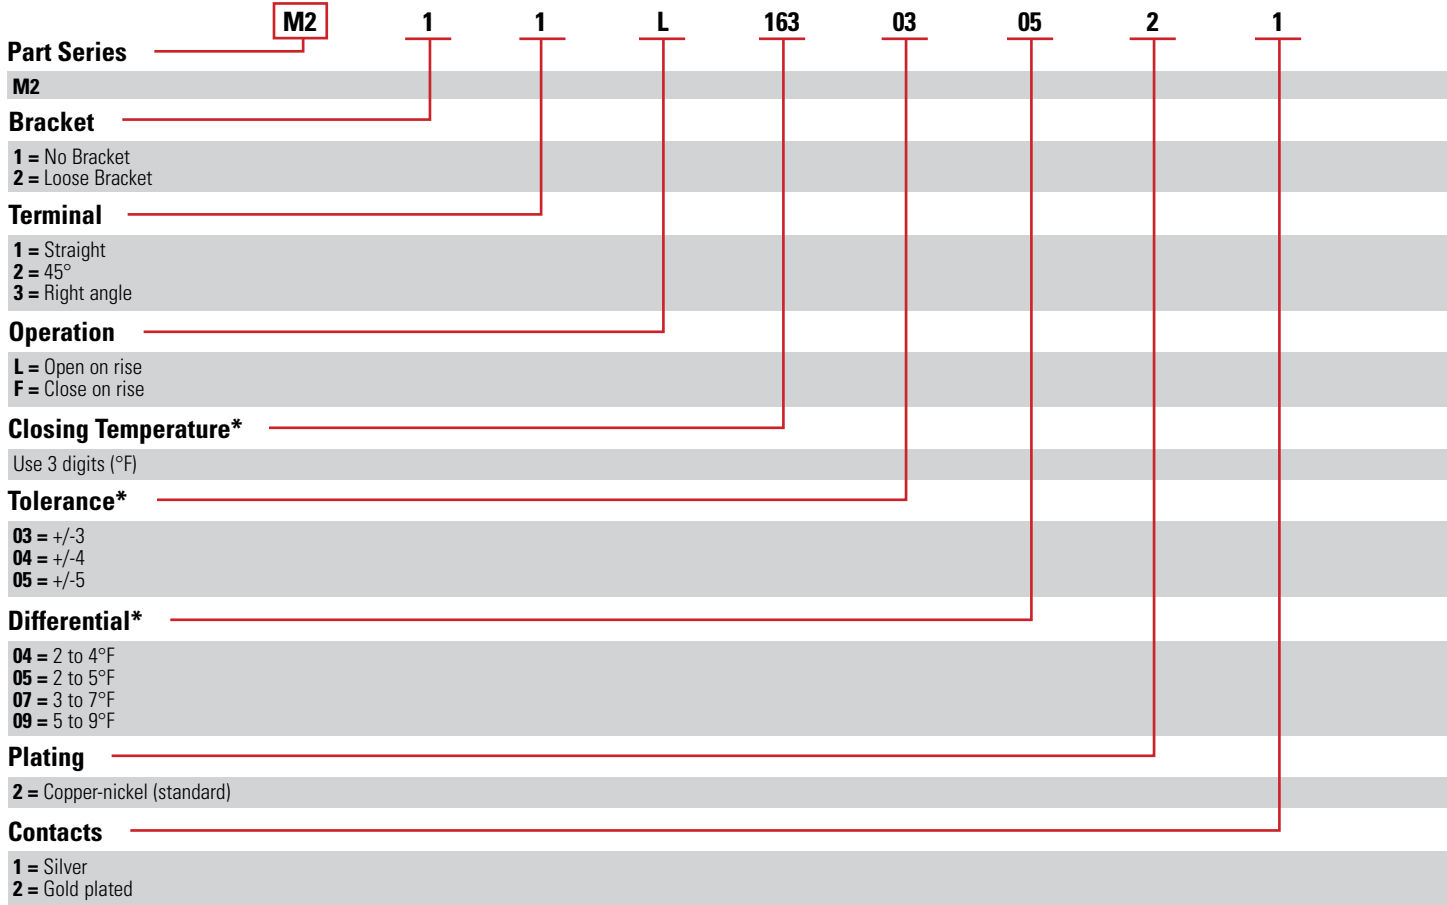 M2 1 1 L 163 03 05 2 1
Part Series
M2
Bracket
1 = No Bracket
2 = Loose Bracket
Terminal
1 = Straight
2 = 45°
3 = Right angle
Operation
L = Open on rise
F = Close on rise
Closing Temperature*
Use 3 digits (°F)
Tolerance*
03 = +/-3
04 = +/-4
05 = +/-5
Differential*
04 = 2 to 4°F
05 = 2 to 5°F
07 = 3 to 7°F
09 = 5 to 9°F
Plating
2 = Copper-nickel (standard)
Contacts
1 = Silver
2 = Gold plated